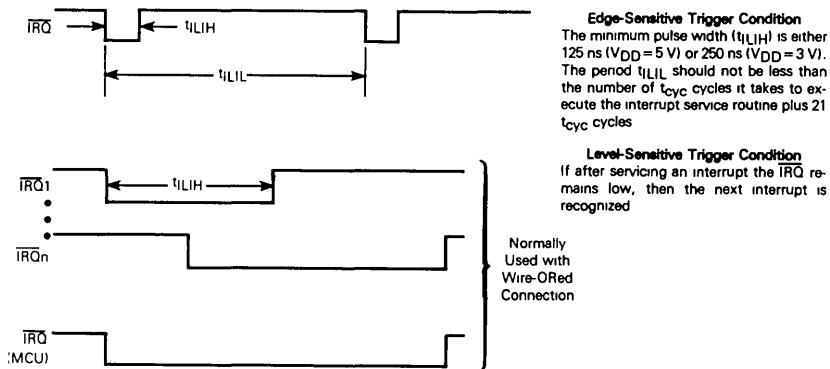 Edge-Sensitive Trigger Condition
The minimum pulse width (tILIH) is either
125 ns (VDD = 5 V) or 250 ns (VDD = 3 V).
The period tILIL should not be less than
the number of tcyc cycles it takes to ex-
ecute the interrupt service routine plus 21
tcyc cycles
IRQ
tILIH
tILIL
Level-Sensitive Trigger Condition
If after servicing an interrupt the IRQ re-
mains low, then the next interrupt is
recognized
IRQ1
tILIH
IRQn
Normally
Used with
Wire-ORed
Connection
IRQ
(MCU)